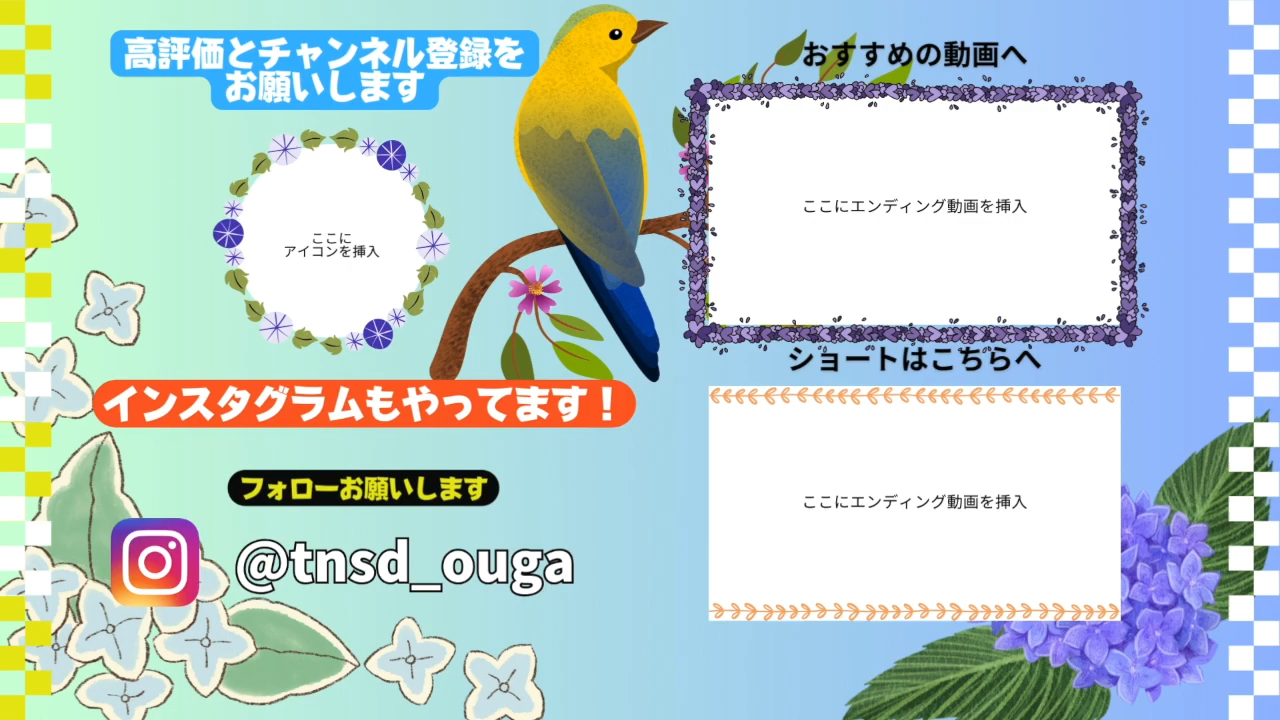 高評価とチャンネル登録を
お願いします
ここに
アイコンを挿入
インスタグラムもやってます！
フォローお願いします
@tnsd_ouga
おすすめの動画へ
ここにエンディング動画を挿入
ショートはこちらへ
ここにエンディング動画を挿入